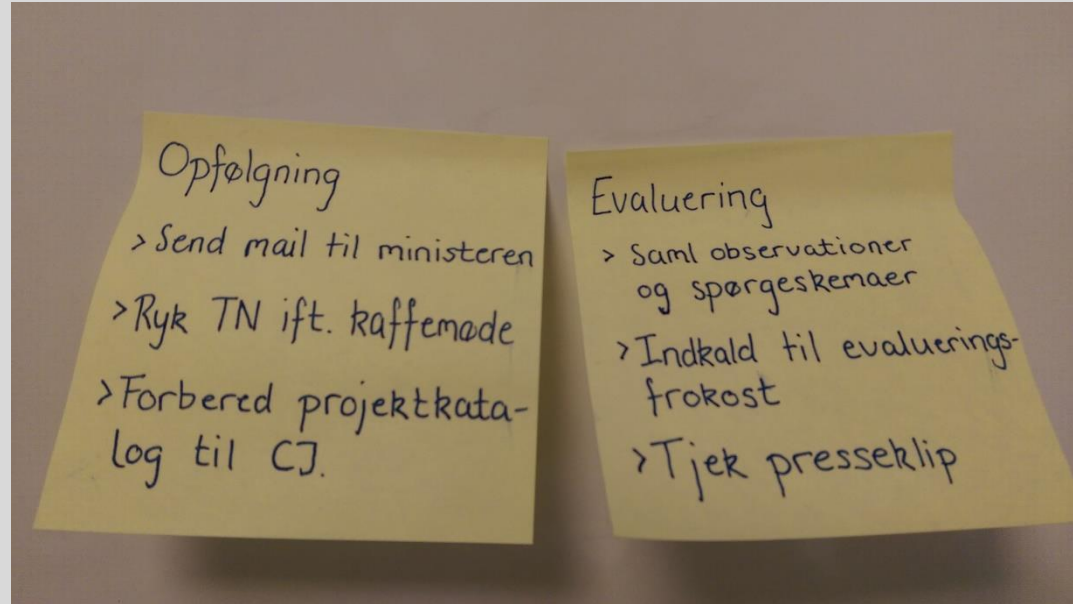 Opfølgning
> Send mail til ministeren
> Ryk TN ift. kaffemøde
> Forbered projektkata-
log til CJ.
Evaluering
> Saml observationer
og spørgeskemaer
> Indkald til evaluerings-
frokost
> Tjek presseklip